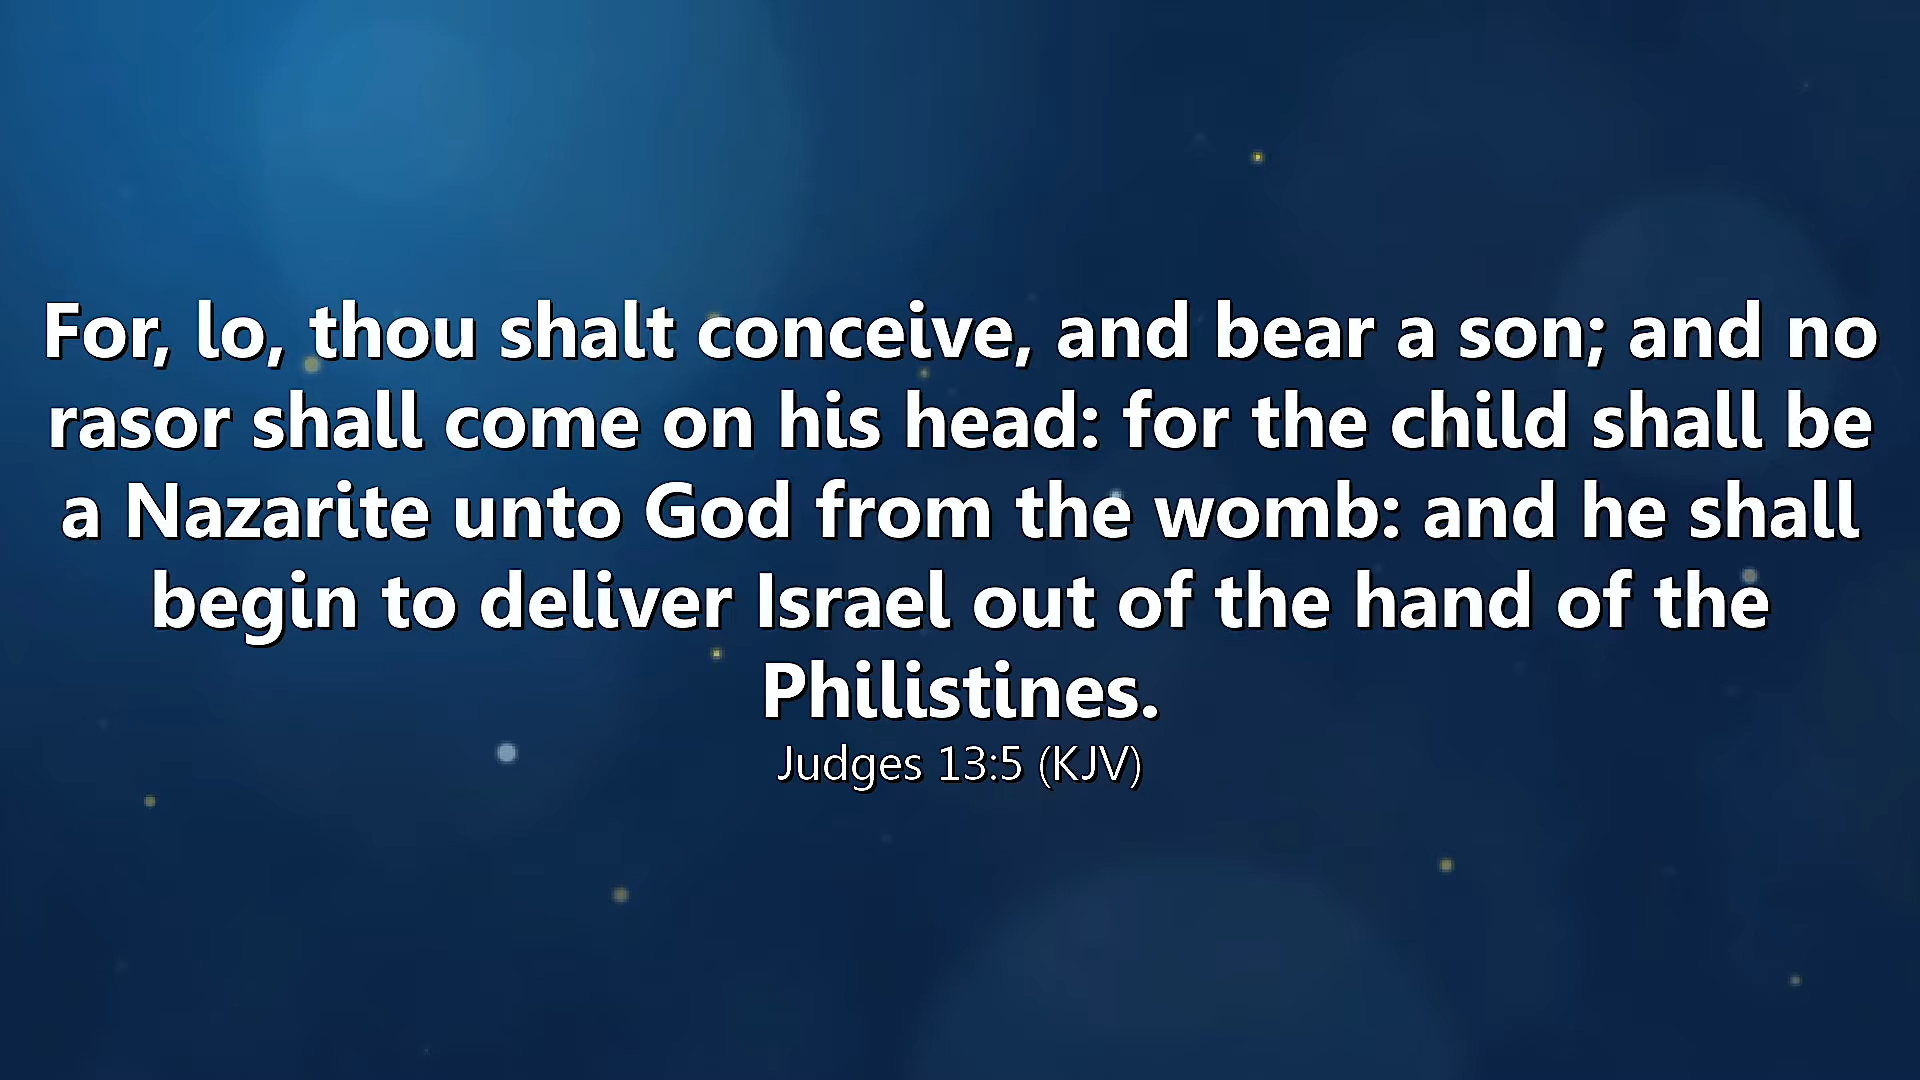 For, lo, thou shalt conceive, and bear a son; and no
rasor shall come on his head: for the child shall be
a Nazarite unto God from the womb: and he shall
begin to deliver Israel out of the hand of the
Philistines.
Judges 13:5 (KJV)